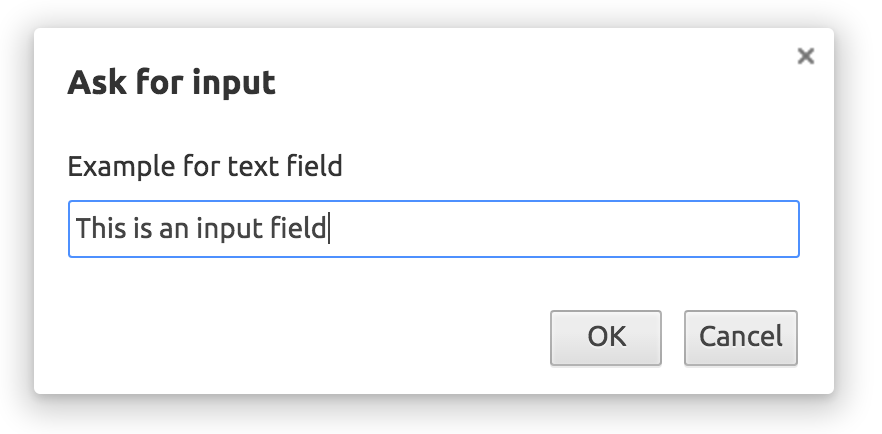 Ask for input
Example for text field
This is an input field
OK
Cancel